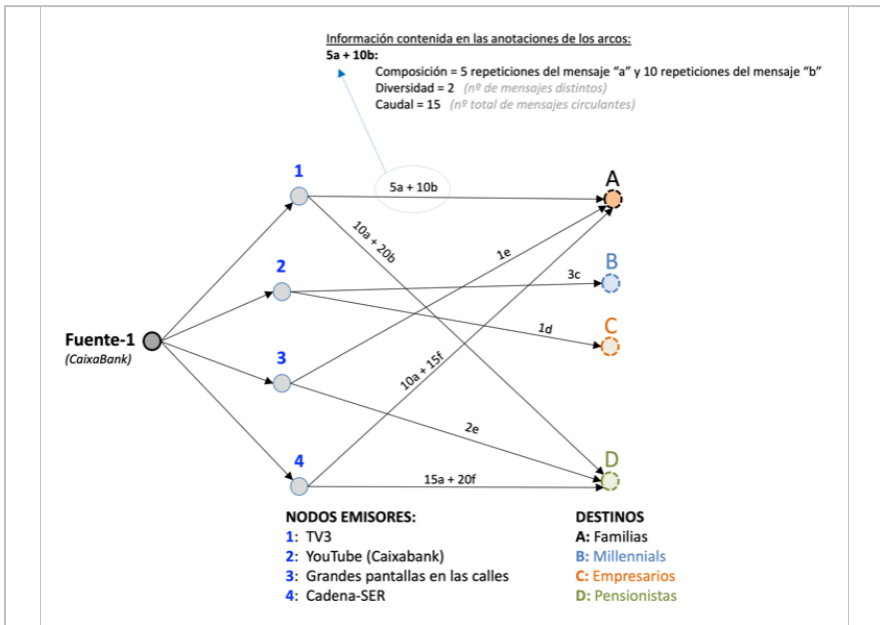 Información contenida en las anotaciones de los arcos:
5a + 10b:
Composición = 5 repeticiones del mensaje “a” y 10 repeticiones del mensaje “b”
Diversidad = 2 (nº de mensajes distintos)
Caudal = 15 (nº total de mensajes circulantes)
1
A
5a + 10b
10a + 20b
1e
2
3c
B
1d
C
Fuente-1
(CaixaBank)
3
10a + 15f
2e
4
15a + 20f
D
NODOS EMISORES:
1: TV3
2: YouTube (Caixabank)
3: Grandes pantallas en las calles
4: Cadena-SER
DESTINOS
A: Familias
B: Millennials
C: Empresarios
D: Pensionistas